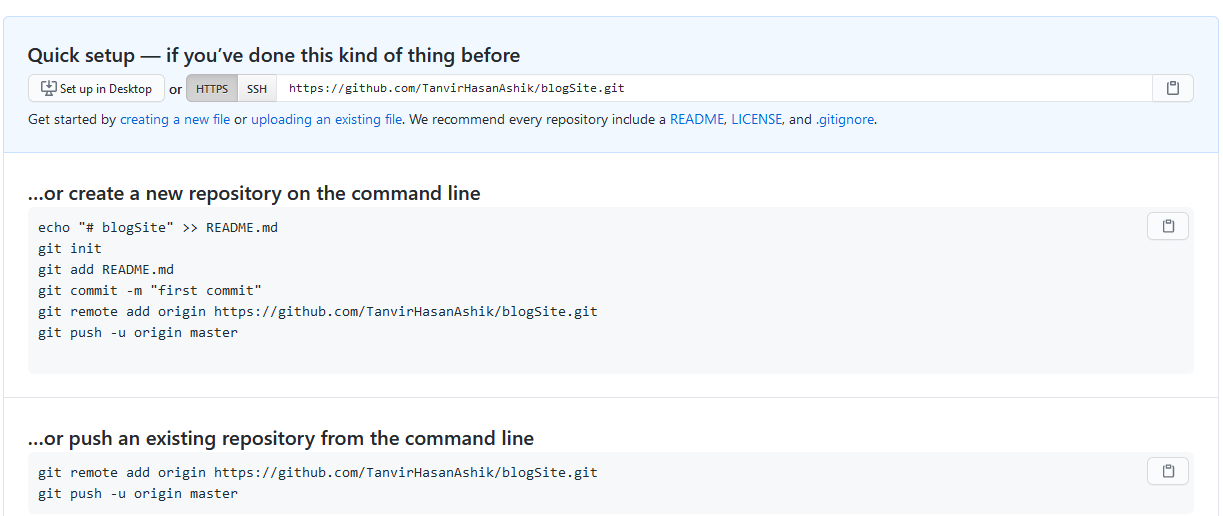 Quick setup — if you’ve done this kind of thing before
Set up in Desktop or HTTPS SSH https://github.com/TanvirHasanAshik/blogSite.git
Get started by creating a new file or uploading an existing file. We recommend every repository include a README, LICENSE, and .gitignore.
…or create a new repository on the command line
echo "# blogSite" >> README.md
git init
git add README.md
git commit -m "first commit"
git remote add origin https://github.com/TanvirHasanAshik/blogSite.git
git push -u origin master
…or push an existing repository from the command line
git remote add origin https://github.com/TanvirHasanAshik/blogSite.git
git push -u origin master